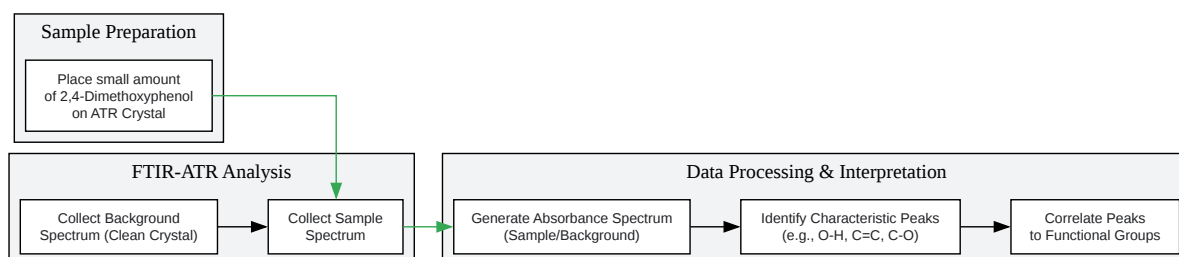 Sample Preparation
Place small amount
of 2,4-Dimethoxyphenol
on ATR Crystal
FTIR-ATR Analysis
Collect Background
Spectrum (Clean Crystal)
Collect Sample
Spectrum
Data Processing & Interpretation
Generate Absorbance Spectrum
(Sample/Background)
Identify Characteristic Peaks
(e.g., O-H, C=C, C-O)
Correlate Peaks
to Functional Groups